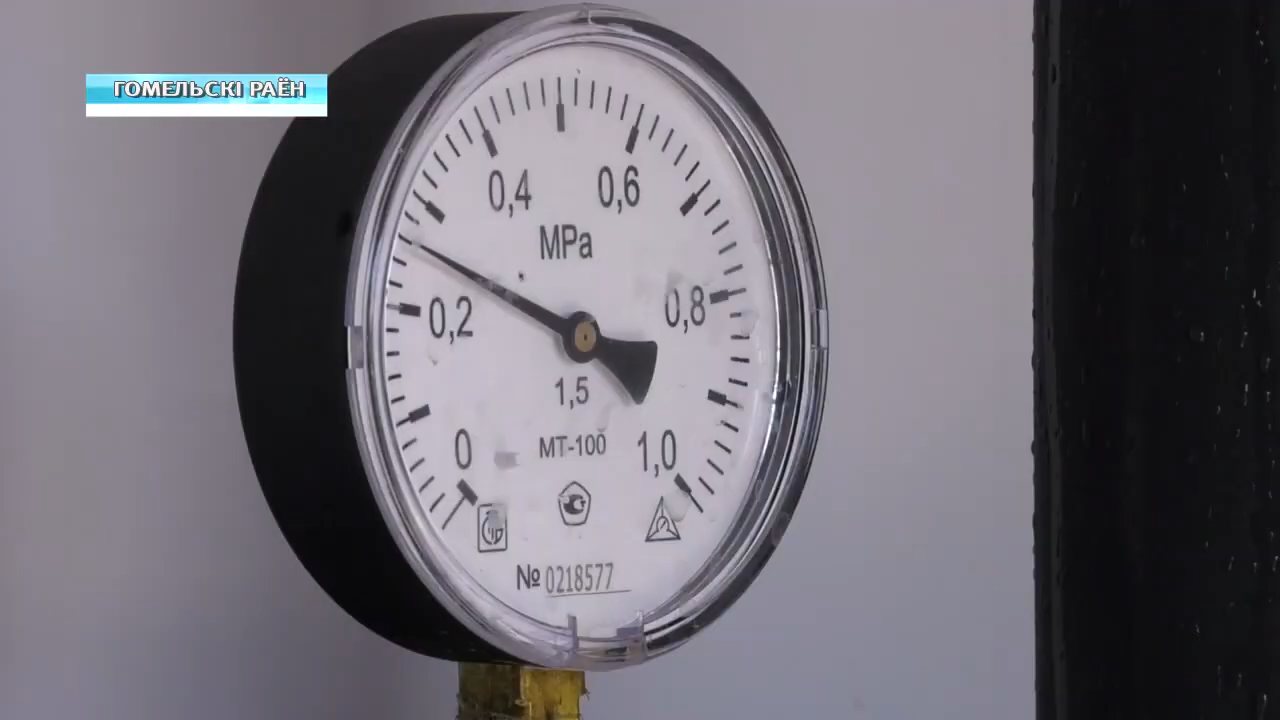 ГОМЕЛЬСКІ РАЁН
0,4 0,6
MPa
0,2 0,8
1,5
0 МТ-100 1,0
№ 0218577